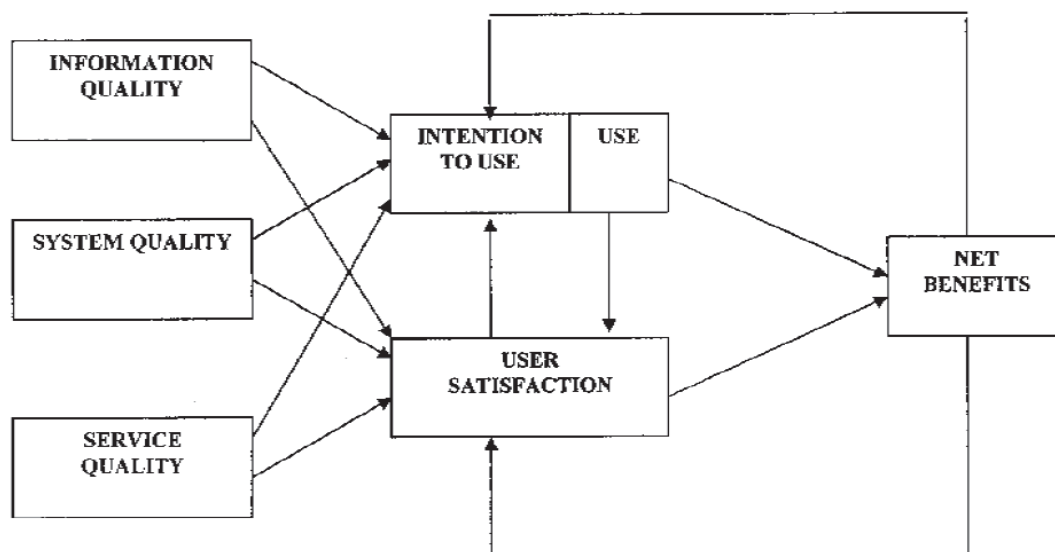 INFORMATION
QUALITY
INTENTION
TO USE
USE
SYSTEM QUALITY
NET
BENEFITS
USER
SATISFACTION
SERVICE
QUALITY